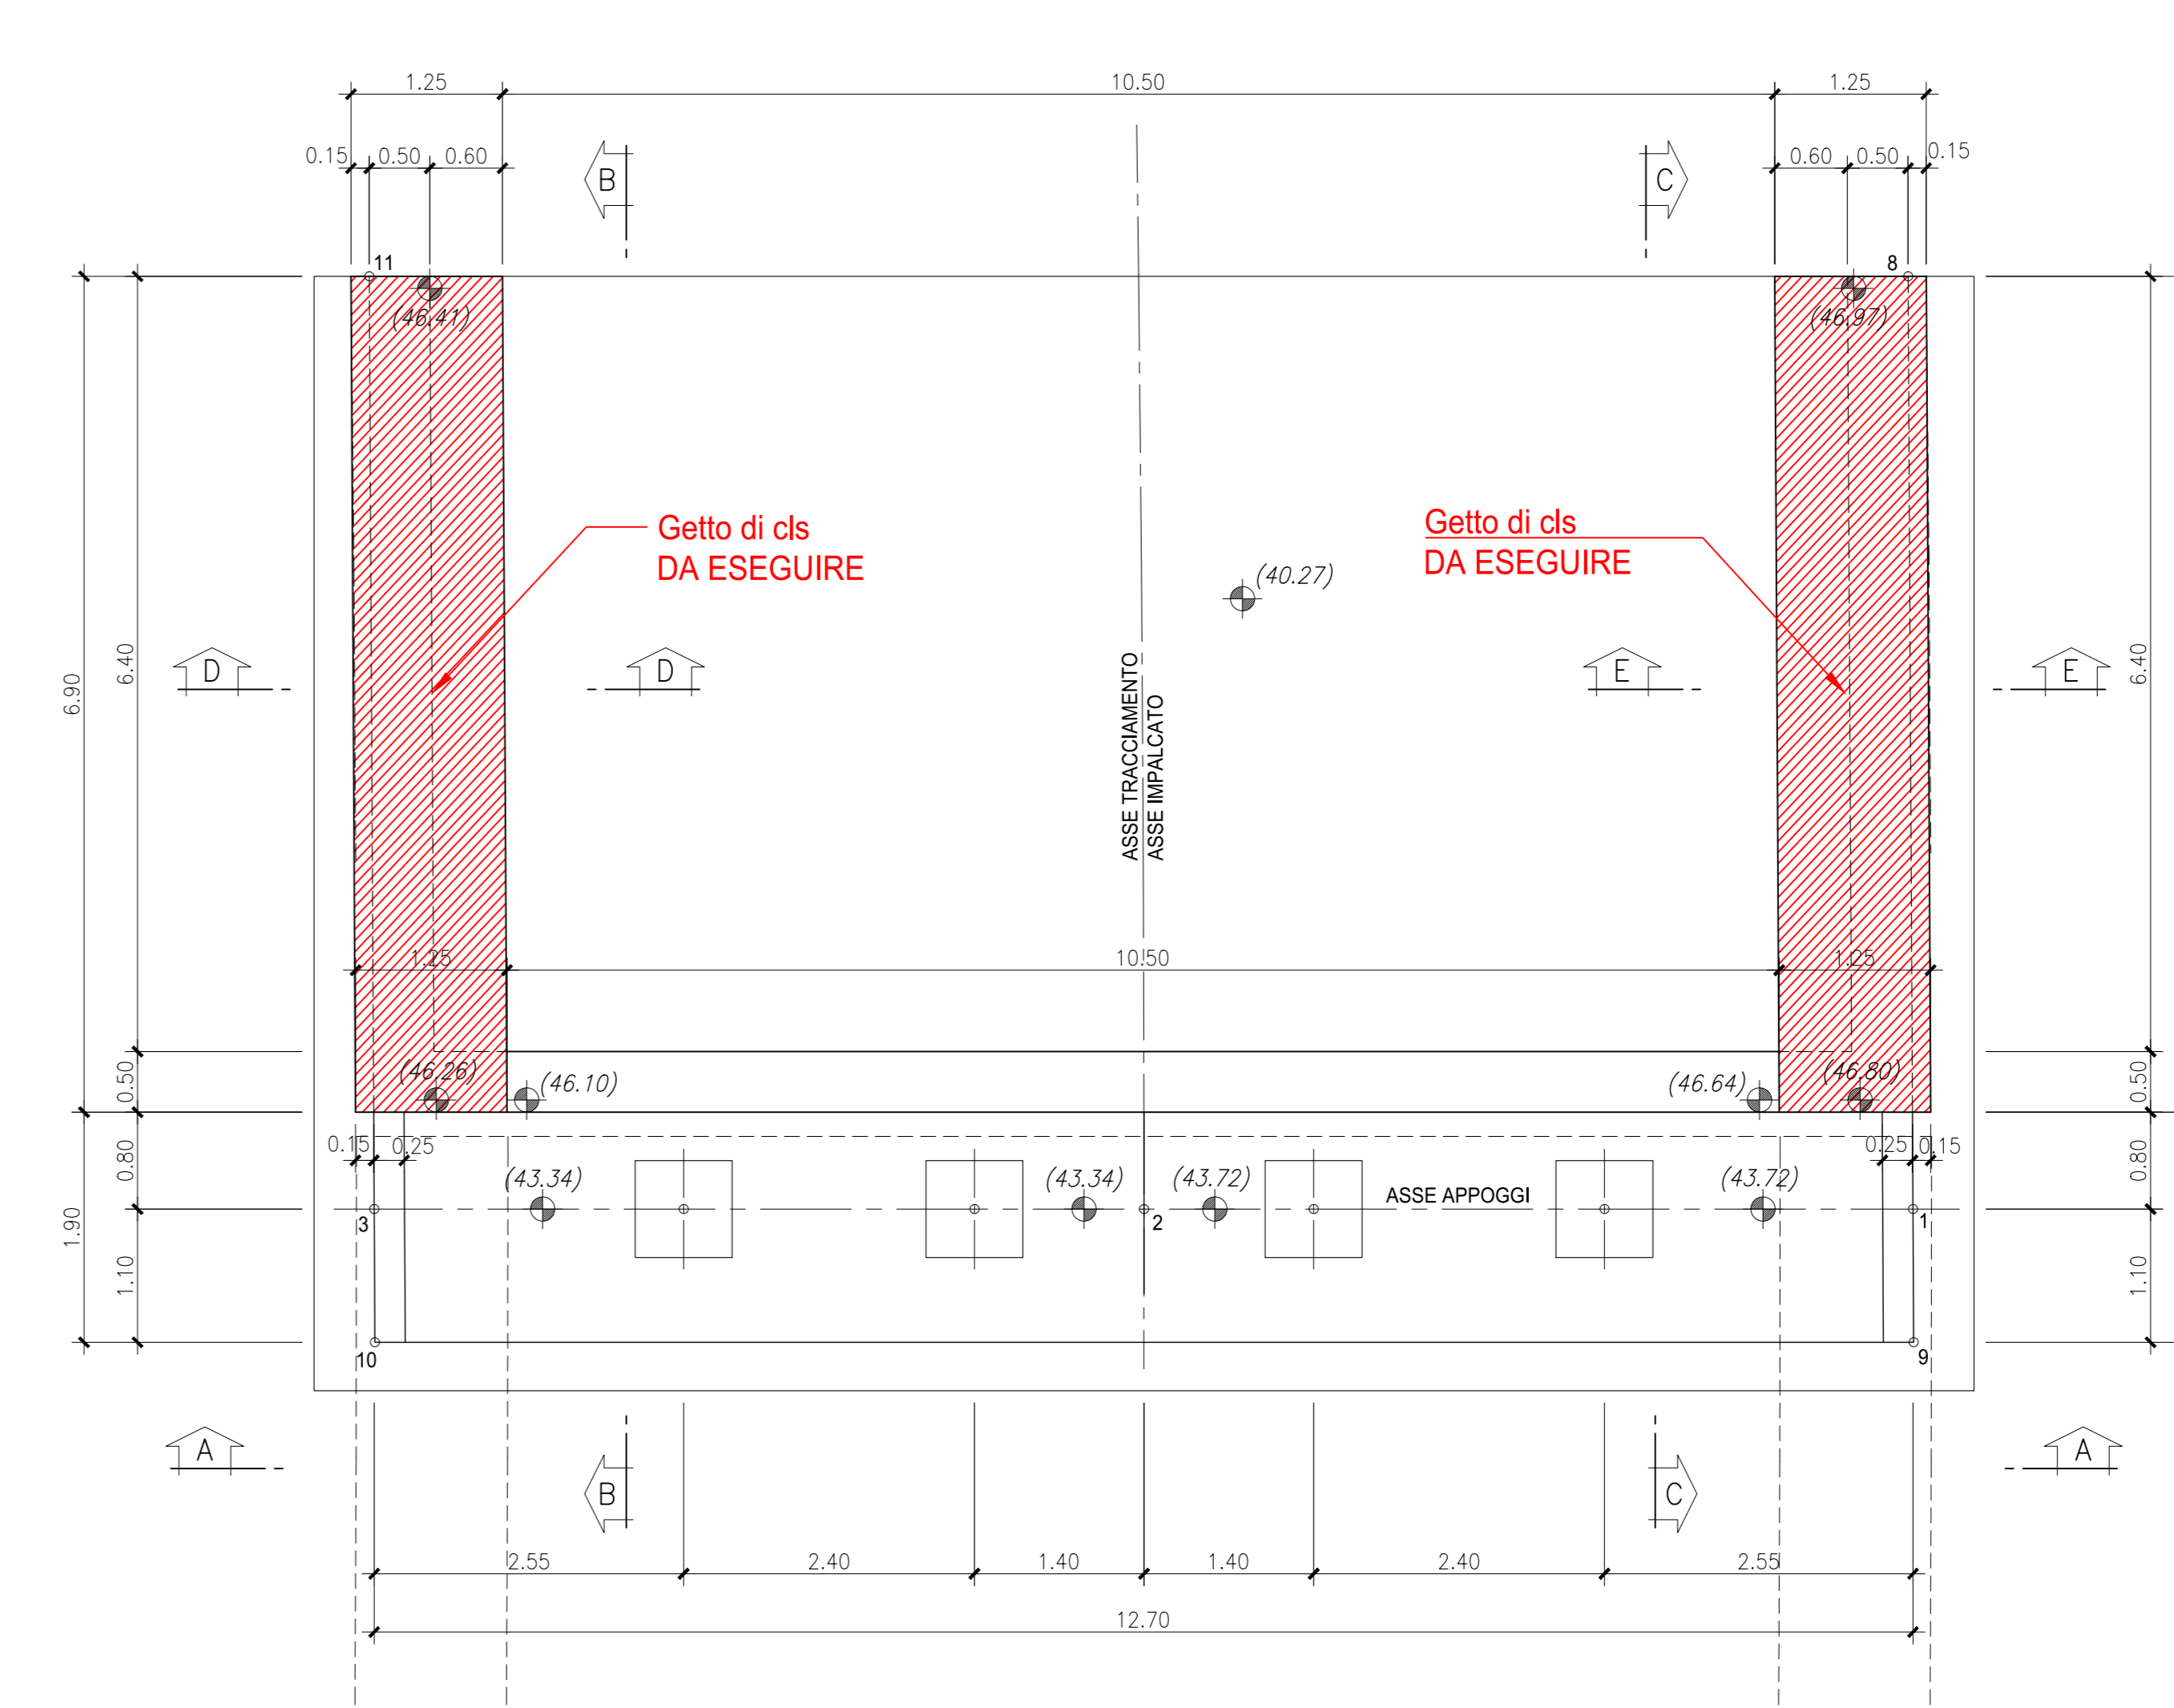 1.25 10.50 1.25
0.15 0.50 0.60 0.60 0.50 0.15
B C
11 8
(46.41) (46.97)
Getto di cls
DA ESEGUIRE
Getto di cls
DA ESEGUIRE
(40.27)
6.90
6.40
6.40
D D E E
ASSE TRACCIAMENTO
ASSE IMPALCATO
1.25 10.50 1.25
(46.26) (46.10) (46.64) (46.80)
0.50
0.50
0.15 0.25 0.25 0.15
0.80
0.80
(43.34) (43.34) (43.72) (43.72)
ASSE APPOGGI
3 2 1
1.90
1.10
1.10
10 9
A A
B C
2.55 2.40 1.40 1.40 2.40 2.55
12.70